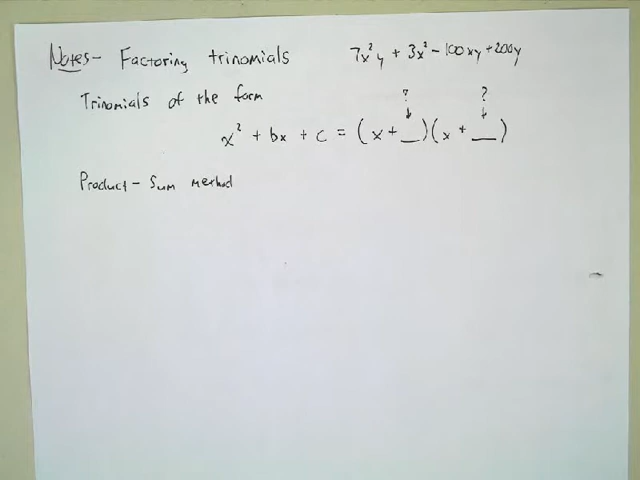 Notes - Factoring trinomials 7x²y + 3x² - 100xy + 200y
Trinomials of the form
? ?
x² + bx + c = (x + __)(x + __)
Product - Sum method